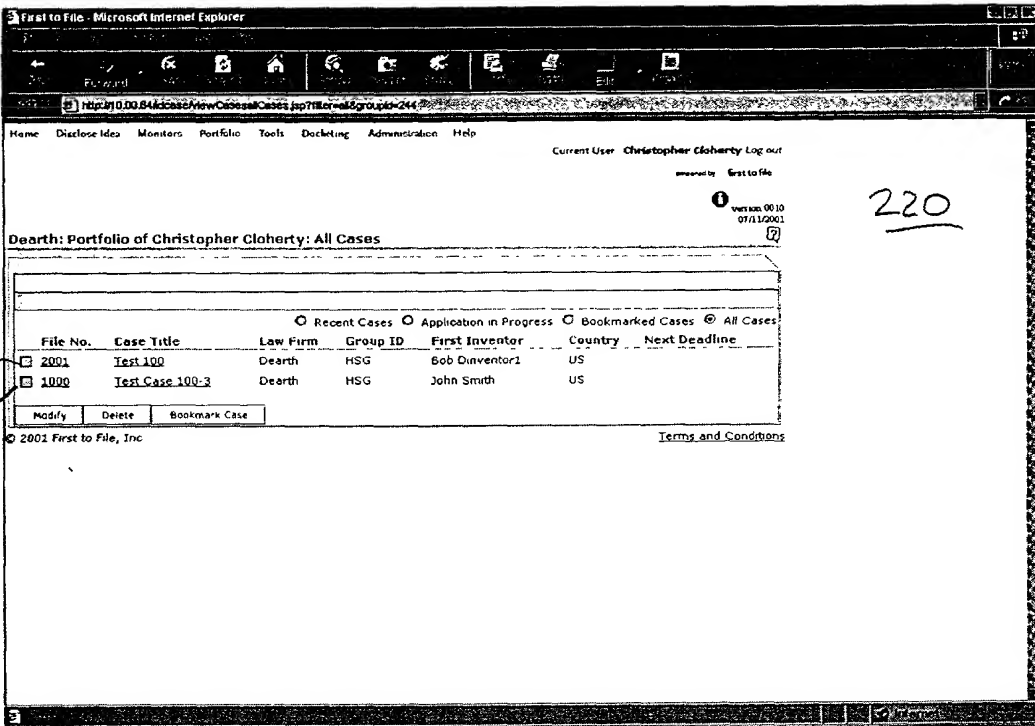 First to File - Microsoft Internet Explorer
Forward
Edit
Home Disclose Idea Monitors Portfolio Tools Docketing Administration Help
Current User Christopher Cloherty Log out
powered by first to file
version 0010
07/11/2001
220
Dearth: Portfolio of Christopher Cloherty: All Cases
Recent Cases Application in Progress Bookmarked Cases All Cases
File No. Case Title Law Firm Group ID First Inventor Country Next Deadline
2001 Test 100 Dearth HSG Bob Dinventor1 US
1000 Test Case 100-3 Dearth HSG John Smith US
Modify Delete Bookmark Case
© 2001 First to File, Inc Terms and Conditions
Internet